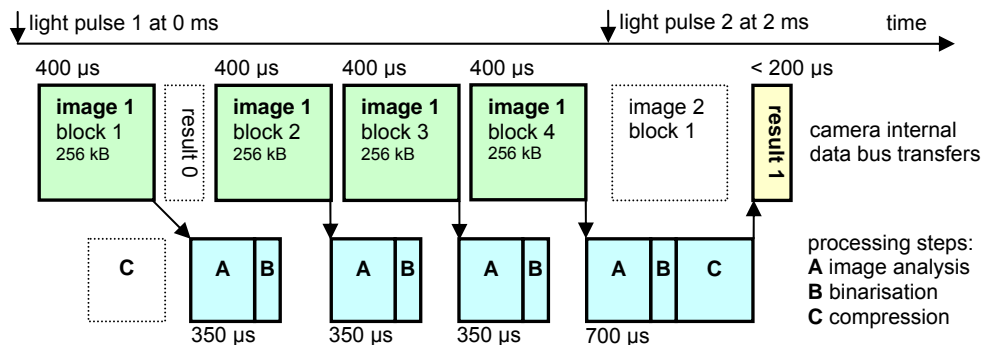 light pulse 1 at 0 ms
light pulse 2 at 2 ms
time
400 µs
400 µs
400 µs
400 µs
< 200 µs
image 1
block 1
256 kB
result 0
image 1
block 2
256 kB
image 1
block 3
256 kB
image 1
block 4
256 kB
image 2
block 1
result 1
camera internal
data bus transfers
C
A B
A B
A B
A B C
350 µs
350 µs
350 µs
700 µs
processing steps:
A image analysis
B binarisation
C compression